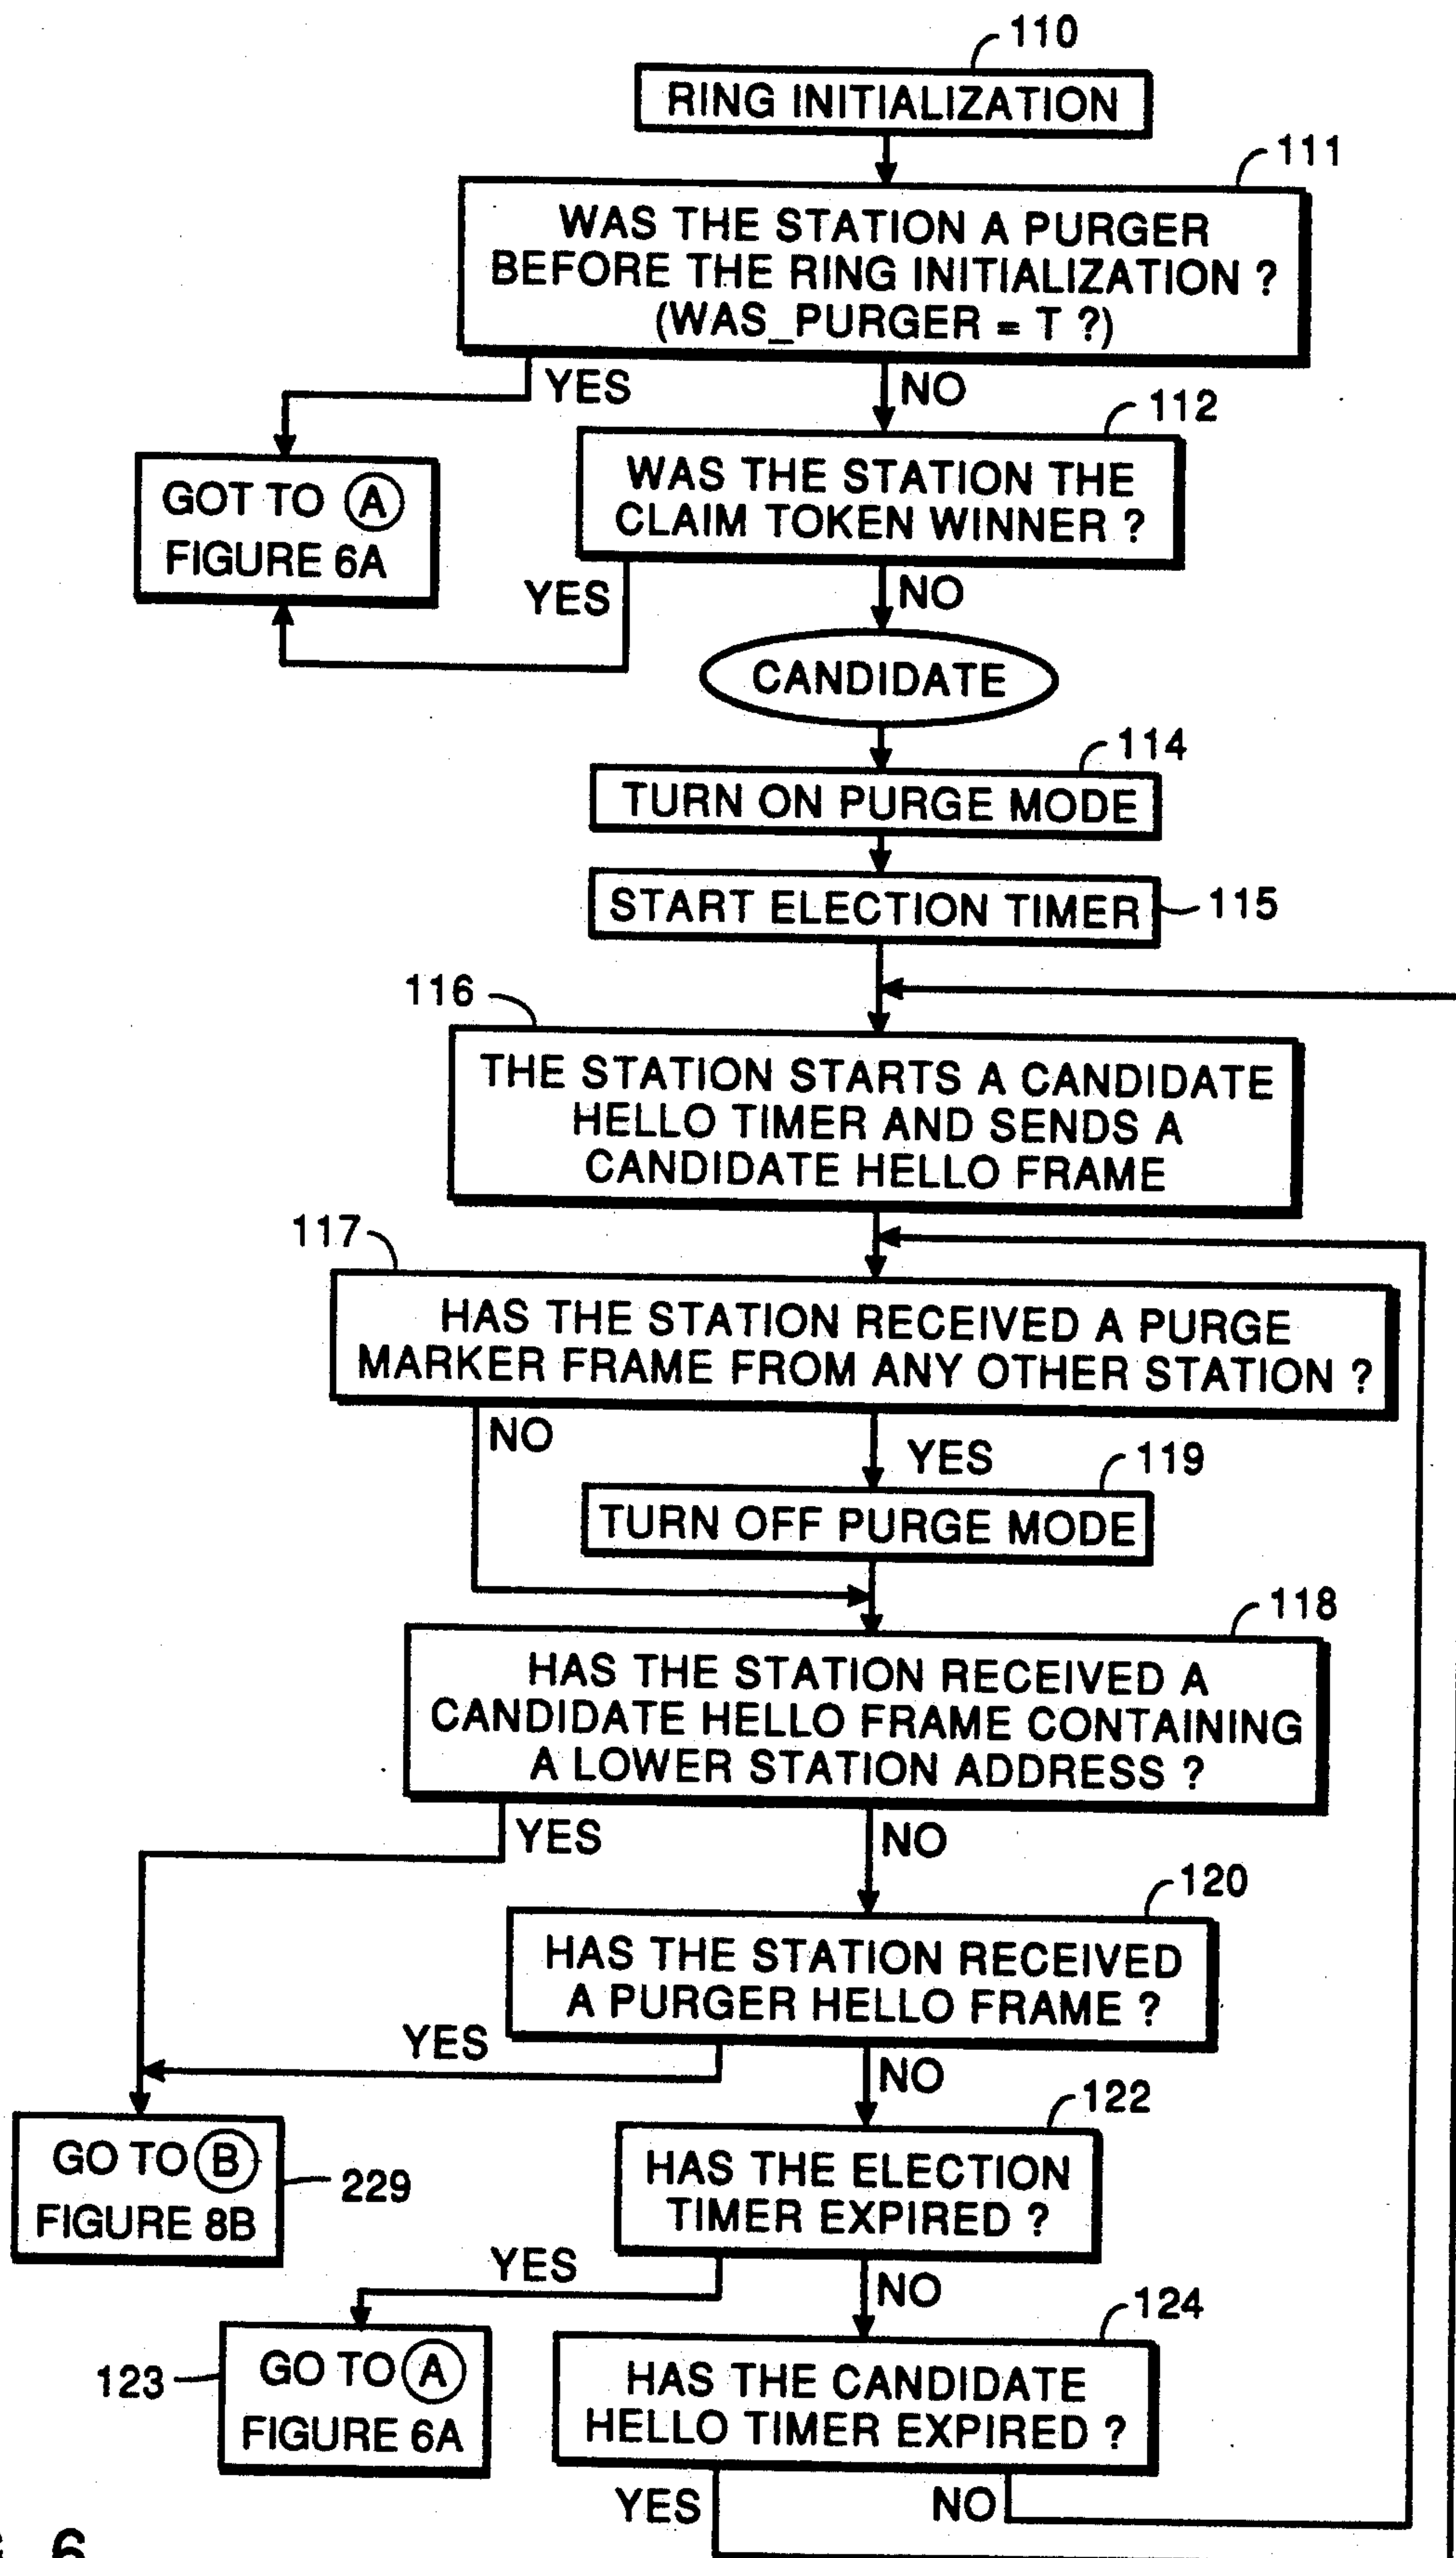 110
RING INITIALIZATION
111
WAS THE STATION A PURGER
BEFORE THE RING INITIALIZATION ?
(WAS_PURGER = T ?)
YES
NO
112
WAS THE STATION THE
CLAIM TOKEN WINNER ?
GOT TO A
FIGURE 6A
YES
NO
CANDIDATE
114
TURN ON PURGE MODE
START ELECTION TIMER
115
116
THE STATION STARTS A CANDIDATE
HELLO TIMER AND SENDS A
CANDIDATE HELLO FRAME
117
HAS THE STATION RECEIVED A PURGE
MARKER FRAME FROM ANY OTHER STATION ?
NO
YES
119
TURN OFF PURGE MODE
118
HAS THE STATION RECEIVED A
CANDIDATE HELLO FRAME CONTAINING
A LOWER STATION ADDRESS ?
YES
NO
120
HAS THE STATION RECEIVED
A PURGER HELLO FRAME ?
YES
NO
GO TO B
FIGURE 8B
229
122
HAS THE ELECTION
TIMER EXPIRED ?
YES
NO
123
GO TO A
FIGURE 6A
124
HAS THE CANDIDATE
HELLO TIMER EXPIRED ?
YES
NO
6